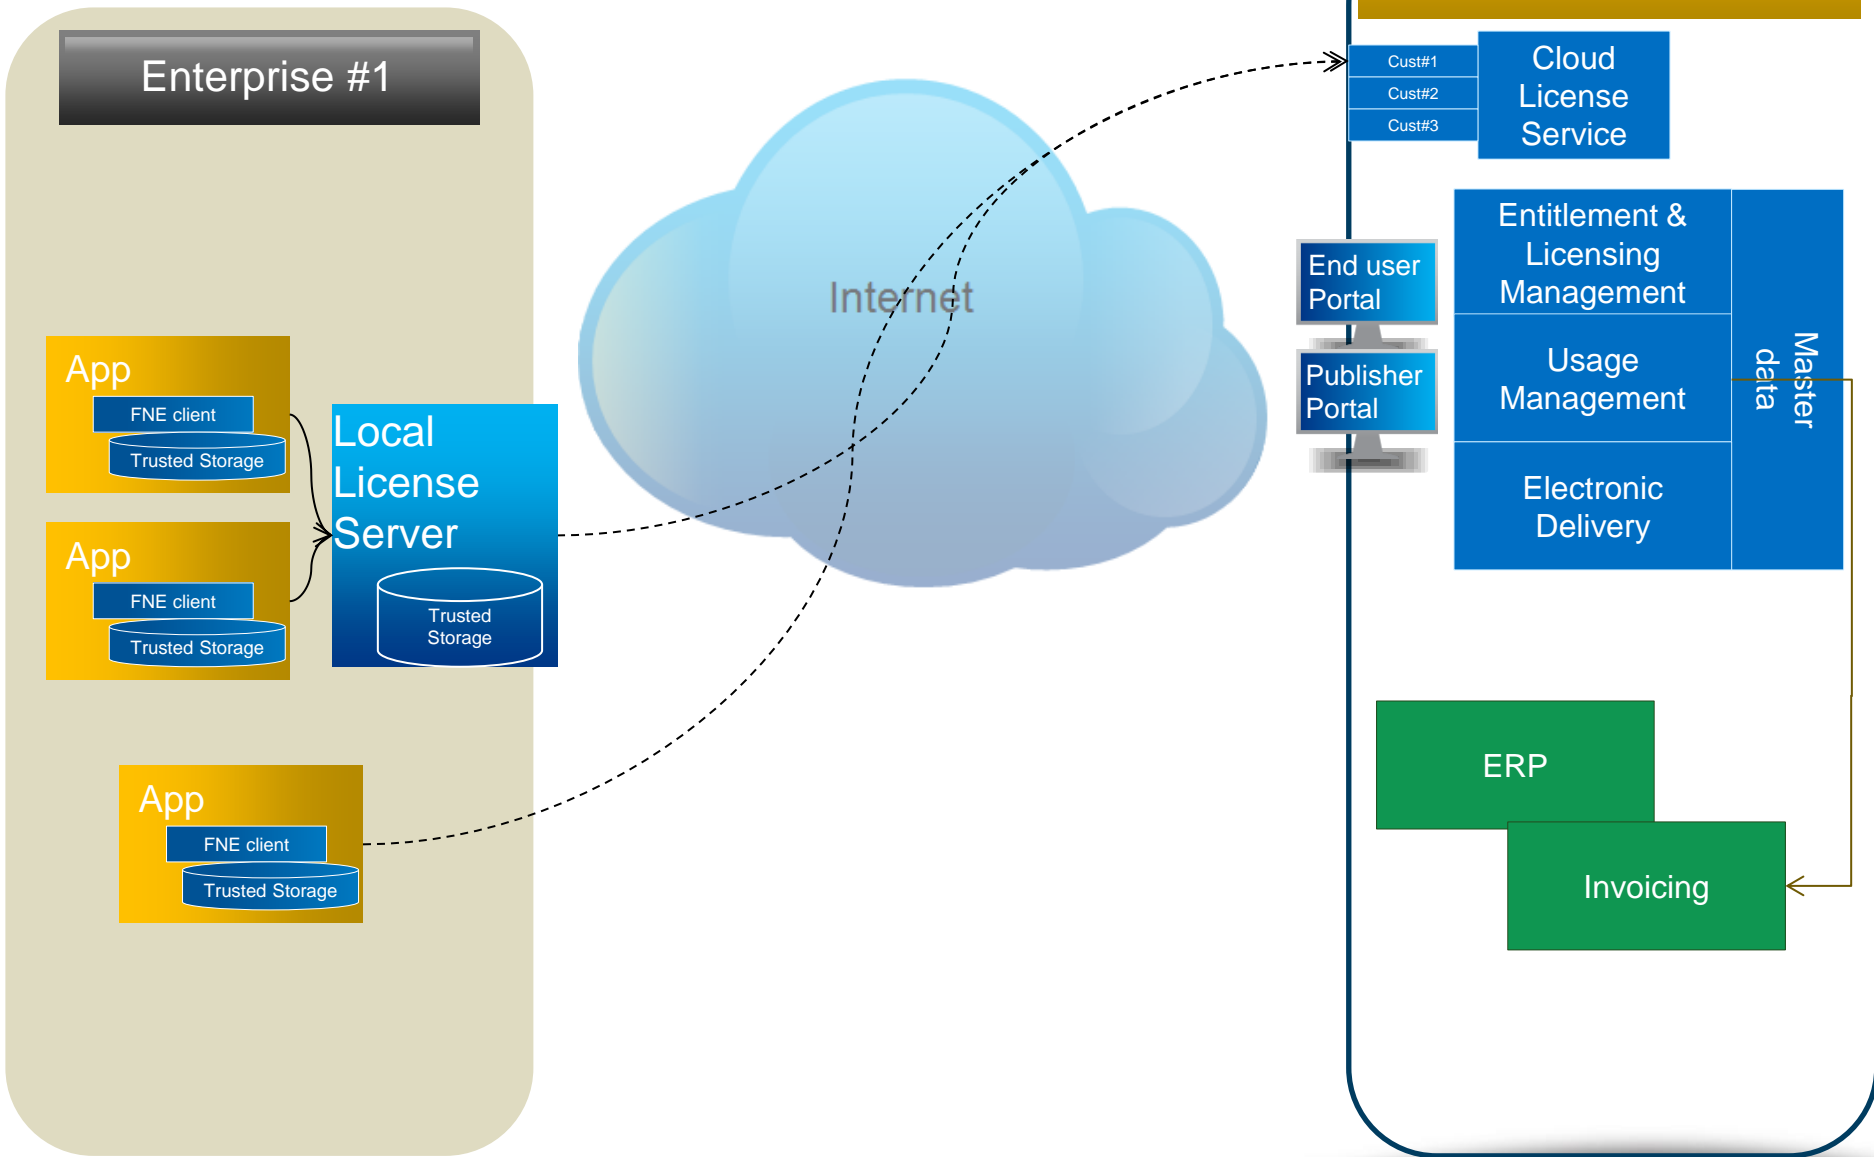 Enterprise #1
App
FNE client
Trusted Storage
App
FNE client
Trusted Storage
Local
License
Server
Trusted
Storage
App
FNE client
Trusted Storage
Internet
Cust#1
Cust#2
Cust#3
Cloud
License
Service
End user
Portal
Publisher
Portal
Entitlement &
Licensing
Management
Usage
Management
Electronic
Delivery
Master
data
ERP
Invoicing